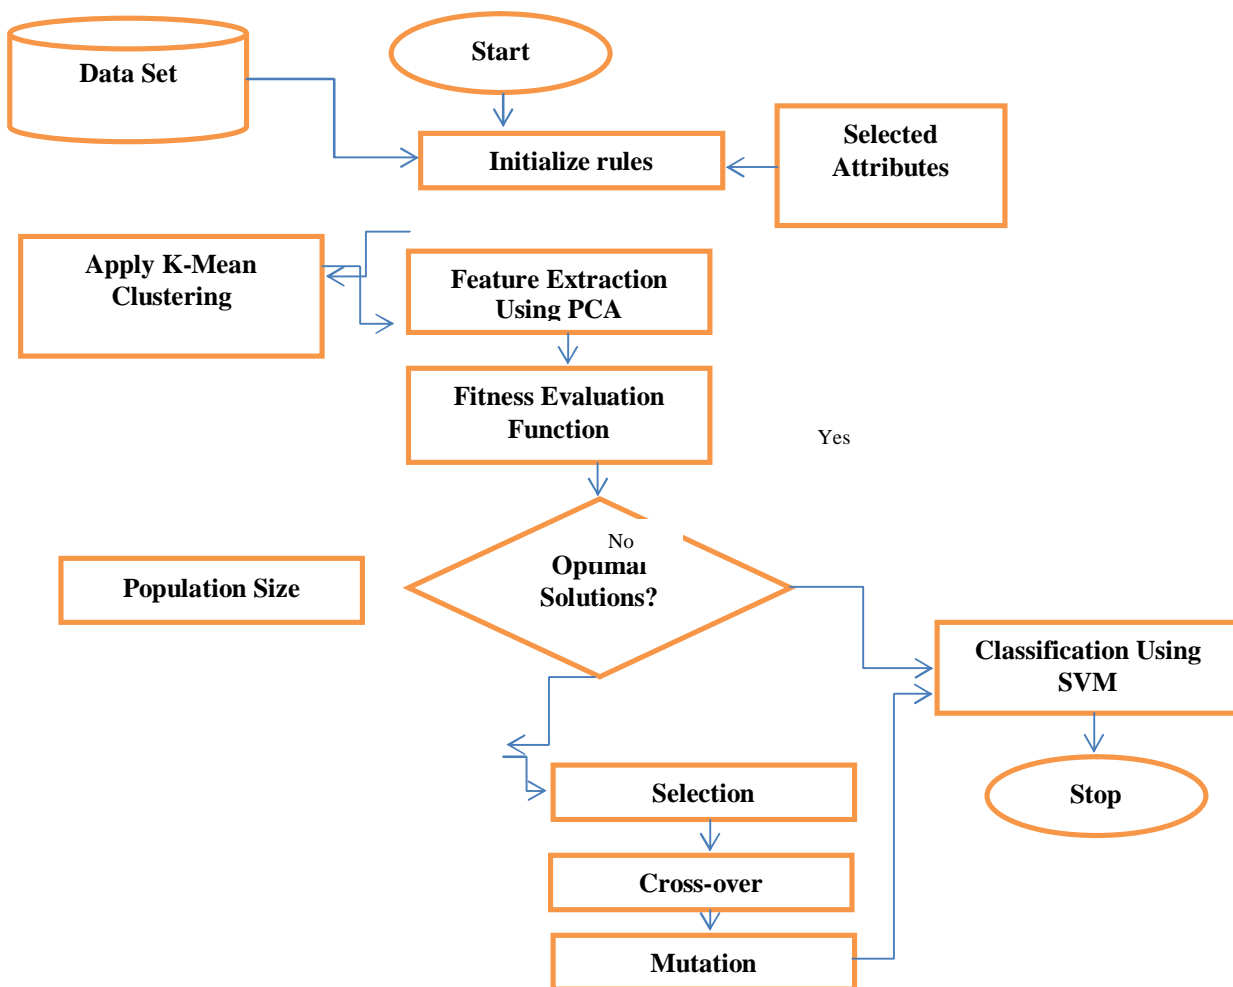 Data Set
Start
Selected
Attributes
Initialize rules
Apply K-Mean
Clustering
Feature Extraction
Using PCA
Fitness Evaluation
Function
Yes
No
Optimal
Solutions?
Population Size
Classification Using
SVM
Selection
Stop
Cross-over
Mutation